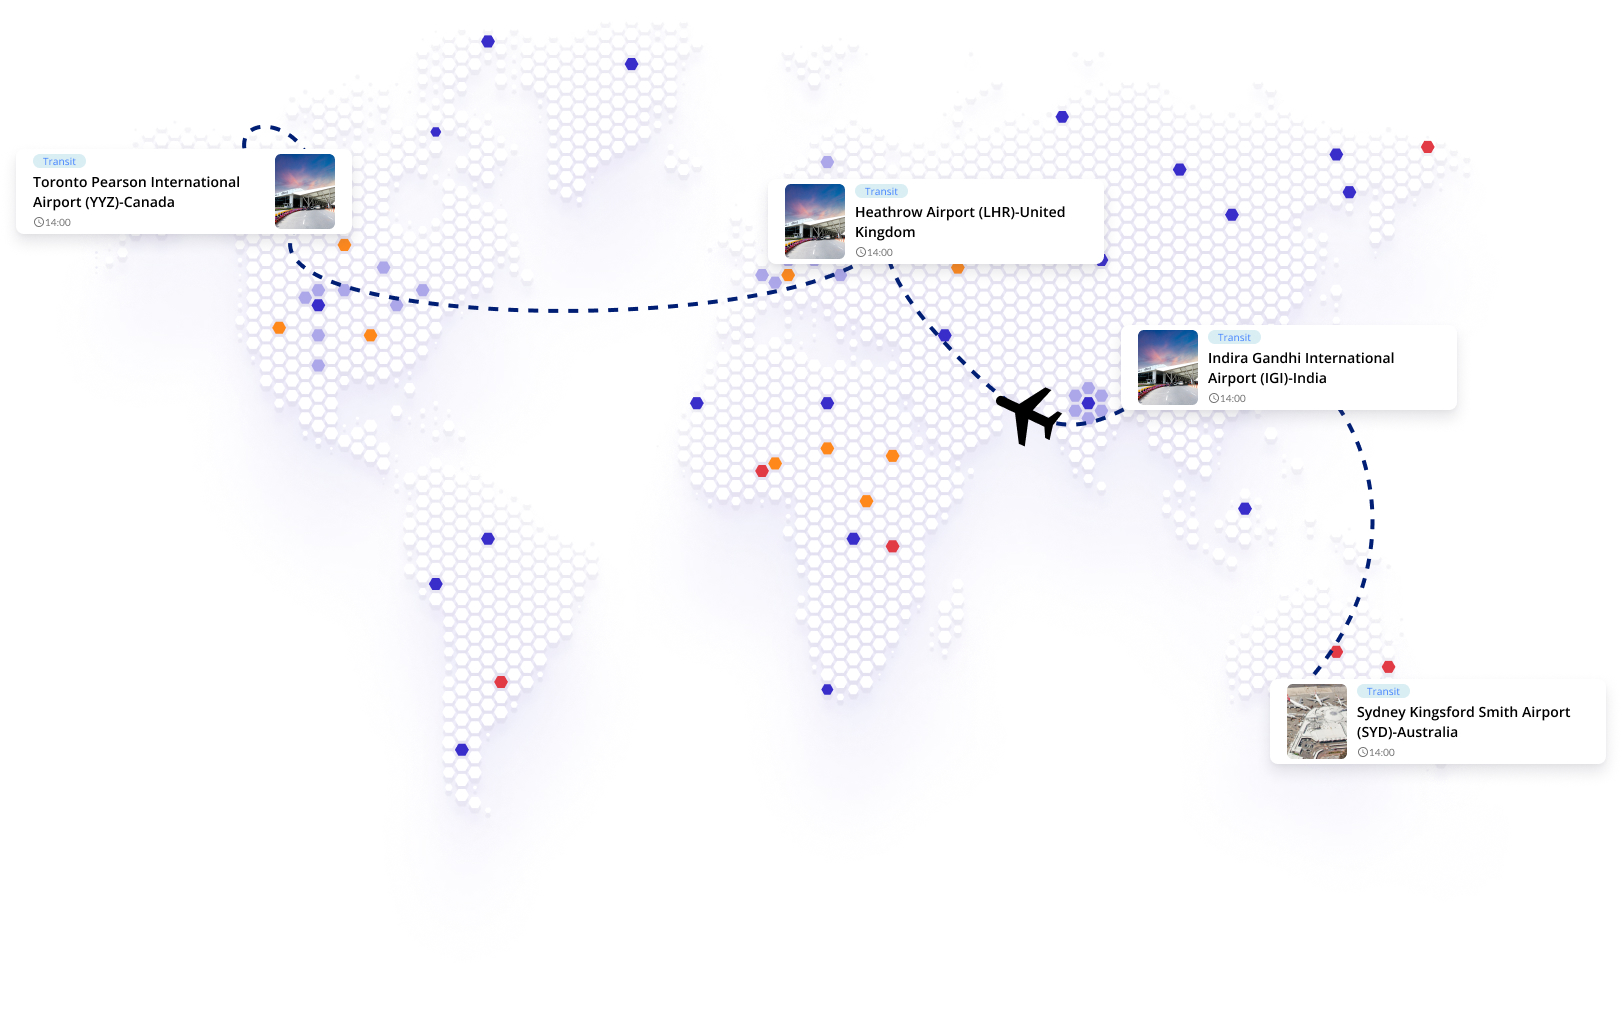 Transit
Toronto Pearson International
Airport (YYZ)-Canada
14:00
Transit
Heathrow Airport (LHR)-United
Kingdom
14:00
Transit
Indira Gandhi International
Airport (IGI)-India
14:00
Transit
Sydney Kingsford Smith Airport
(SYD)-Australia
14:00